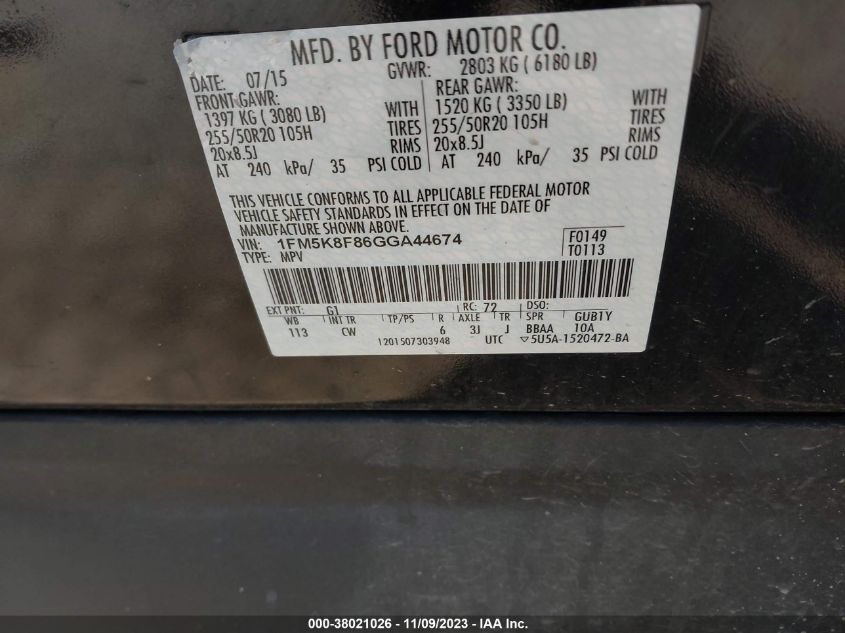 MFD. BY FORD MOTOR CO.
DATE: 07/15 GVWR: 2803 KG ( 6180 LB)
FRONT GAWR: REAR GAWR:
1397 KG ( 3080 LB) WITH 1520 KG ( 3350 LB) WITH
255/50R20 105H TIRES 255/50R20 105H TIRES
20x8.5J RIMS 20x8.5J RIMS
AT 240 kPa/ 35 PSI COLD AT 240 kPa/ 35 PSI COLD
THIS VEHICLE CONFORMS TO ALL APPLICABLE FEDERAL MOTOR
VEHICLE SAFETY STANDARDS IN EFFECT ON THE DATE OF
MANUFACTURE SHOWN ABOVE.
VIN: 1FM5K8F86GGA44674 F0149
TYPE: MPV T0113
EXT PNT: G1 RC: 72 DSO:
WB INT TR TP/PS R AXLE TR SPR GUB1Y
113 CW 6 3J J BBAA 10A
1201507303948 UTC ▽5U5A-1520472-BA
000-38021026 - 11/09/2023 - IAA Inc.